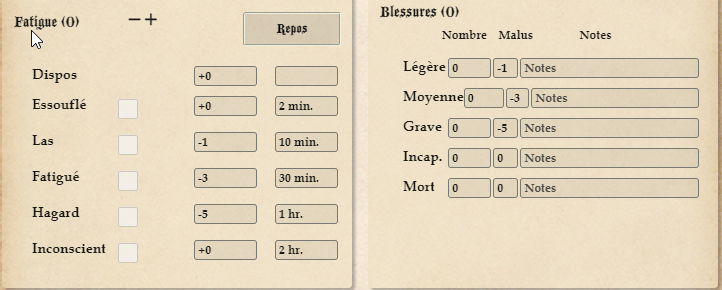 Fatigue (0) − +
Repos
Dispos +0
Essouflé +0 2 min.
Las -1 10 min.
Fatigué -3 30 min.
Hagard -5 1 hr.
Inconscient +0 2 hr.
Blessures (0)
Nombre Malus Notes
Légère 0 -1 Notes
Moyenne 0 -3 Notes
Grave 0 -5 Notes
Incap. 0 0 Notes
Mort 0 0 Notes